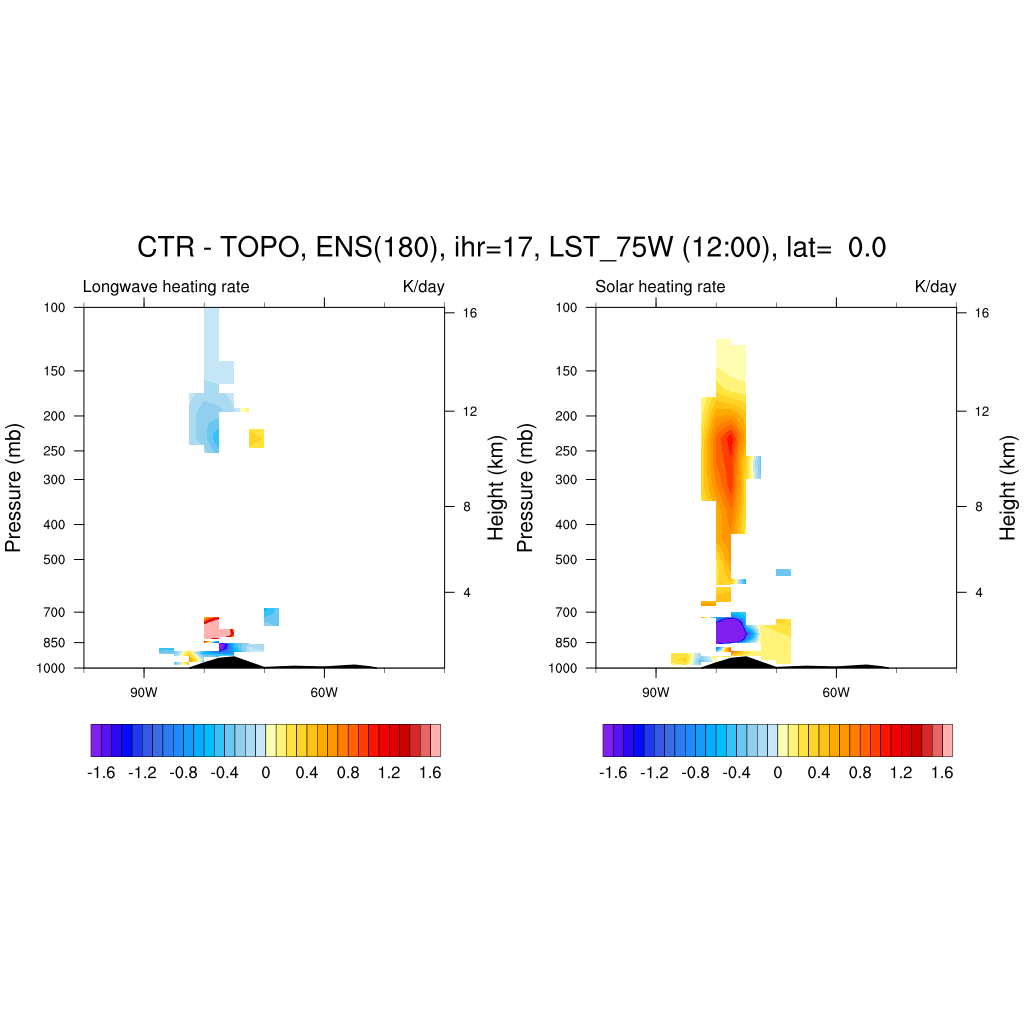 CTR - TOPO, ENS(180), ihr=17, LST_75W (12:00), lat=  0.0
Longwave heating rate K/day
Solar heating rate K/day
Pressure (mb)
100
150
200
250
300
400
500
700
850
1000
16
12
8
4
Height (km)
90W 60W
Pressure (mb)
100
150
200
250
300
400
500
700
850
1000
16
12
8
4
Height (km)
90W 60W
-1.6 -1.2 -0.8 -0.4 0 0.4 0.8 1.2 1.6
-1.6 -1.2 -0.8 -0.4 0 0.4 0.8 1.2 1.6